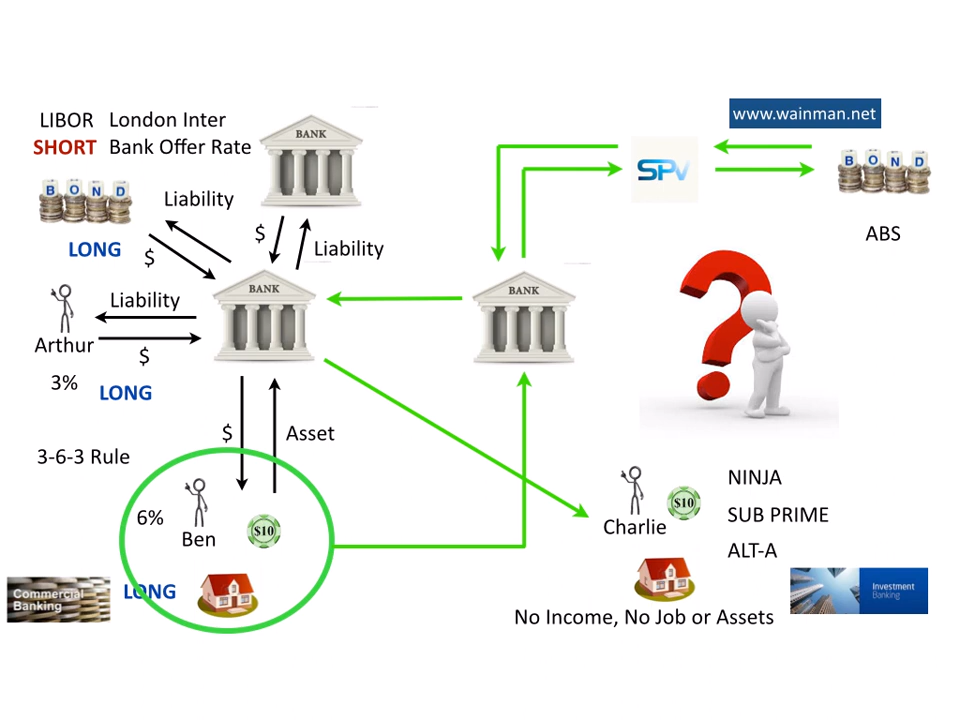 LIBOR London Inter
SHORT Bank Offer Rate
BANK
www.wainman.net
BOND
Liability
$
LONG
$
Liability
SPV
BOND
ABS
BANK
BANK
Liability
Arthur
$
3%
LONG
$
Asset
3-6-3 Rule
6%
Ben
$10
LONG
Commercial
Banking
Charlie
$10
NINJA
SUB PRIME
ALT-A
Investment
Banking
No Income, No Job or Assets